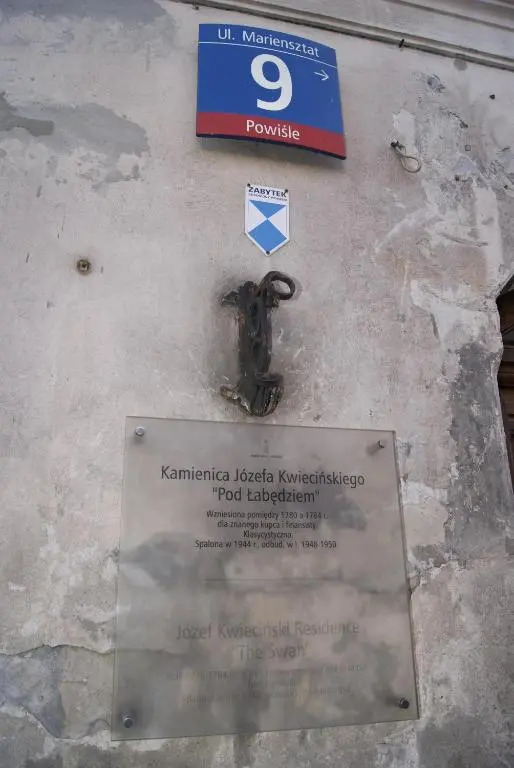 Ul. Mariensztat
9
Powiśle
ZABYTEK
Kamienica Józefa Kwiecińskiego
"Pod Łabędziem"
Wzniesiona pomiędzy 1780 a 1784 r.
dla znanego kupca i finansisty.
Klasycystyczna.
Spalona w 1944 r., odbud. w l. 1948-1950
Józef Kwieciński Residence
"The Swan"